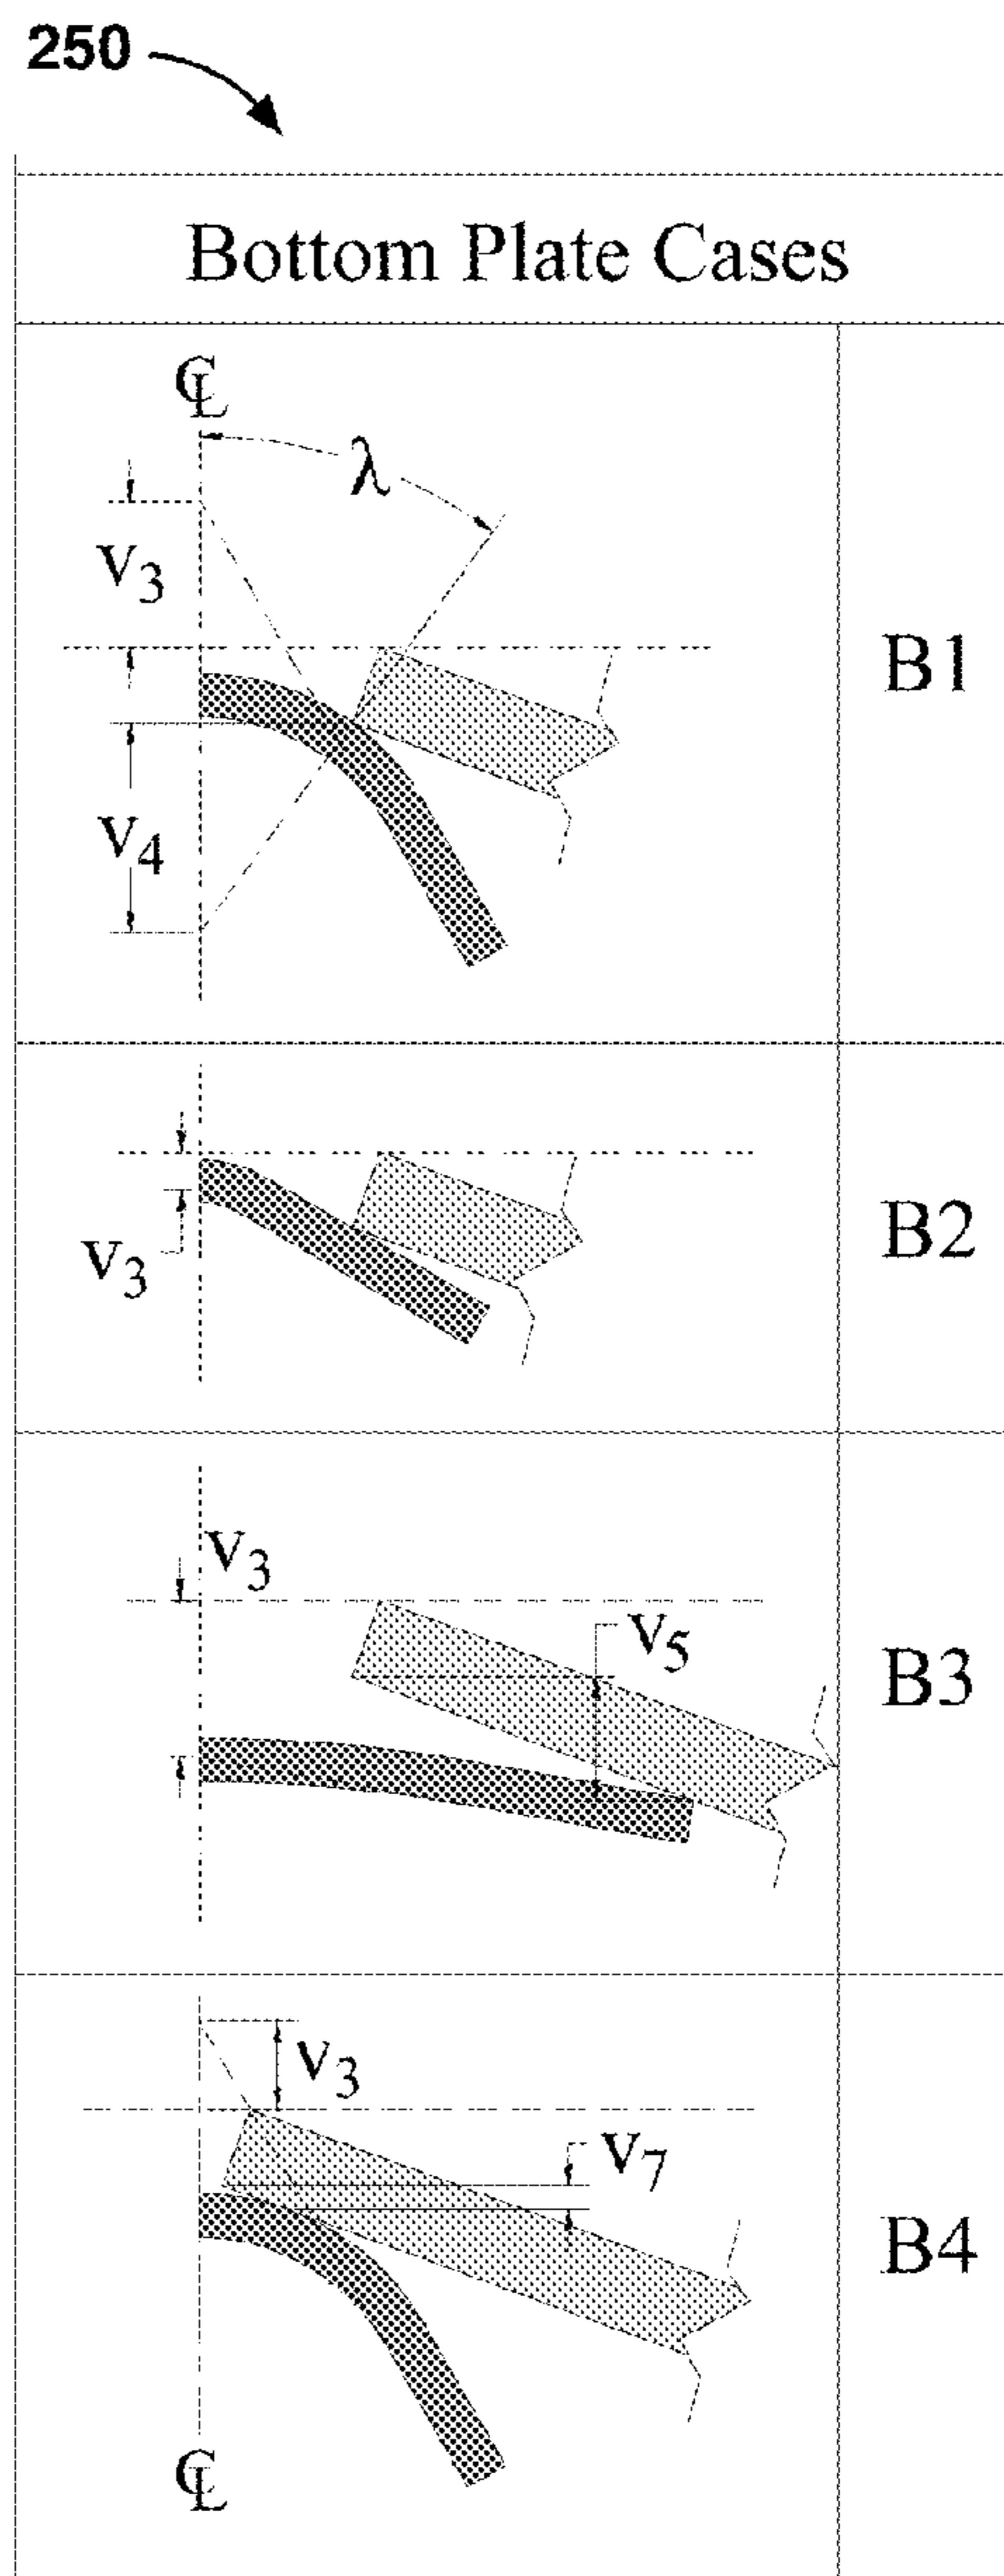 250
Bottom Plate Cases
℄
λ
v3
v4
B1
v3
B2
v3
v5
B3
v3
v7
B4
℄